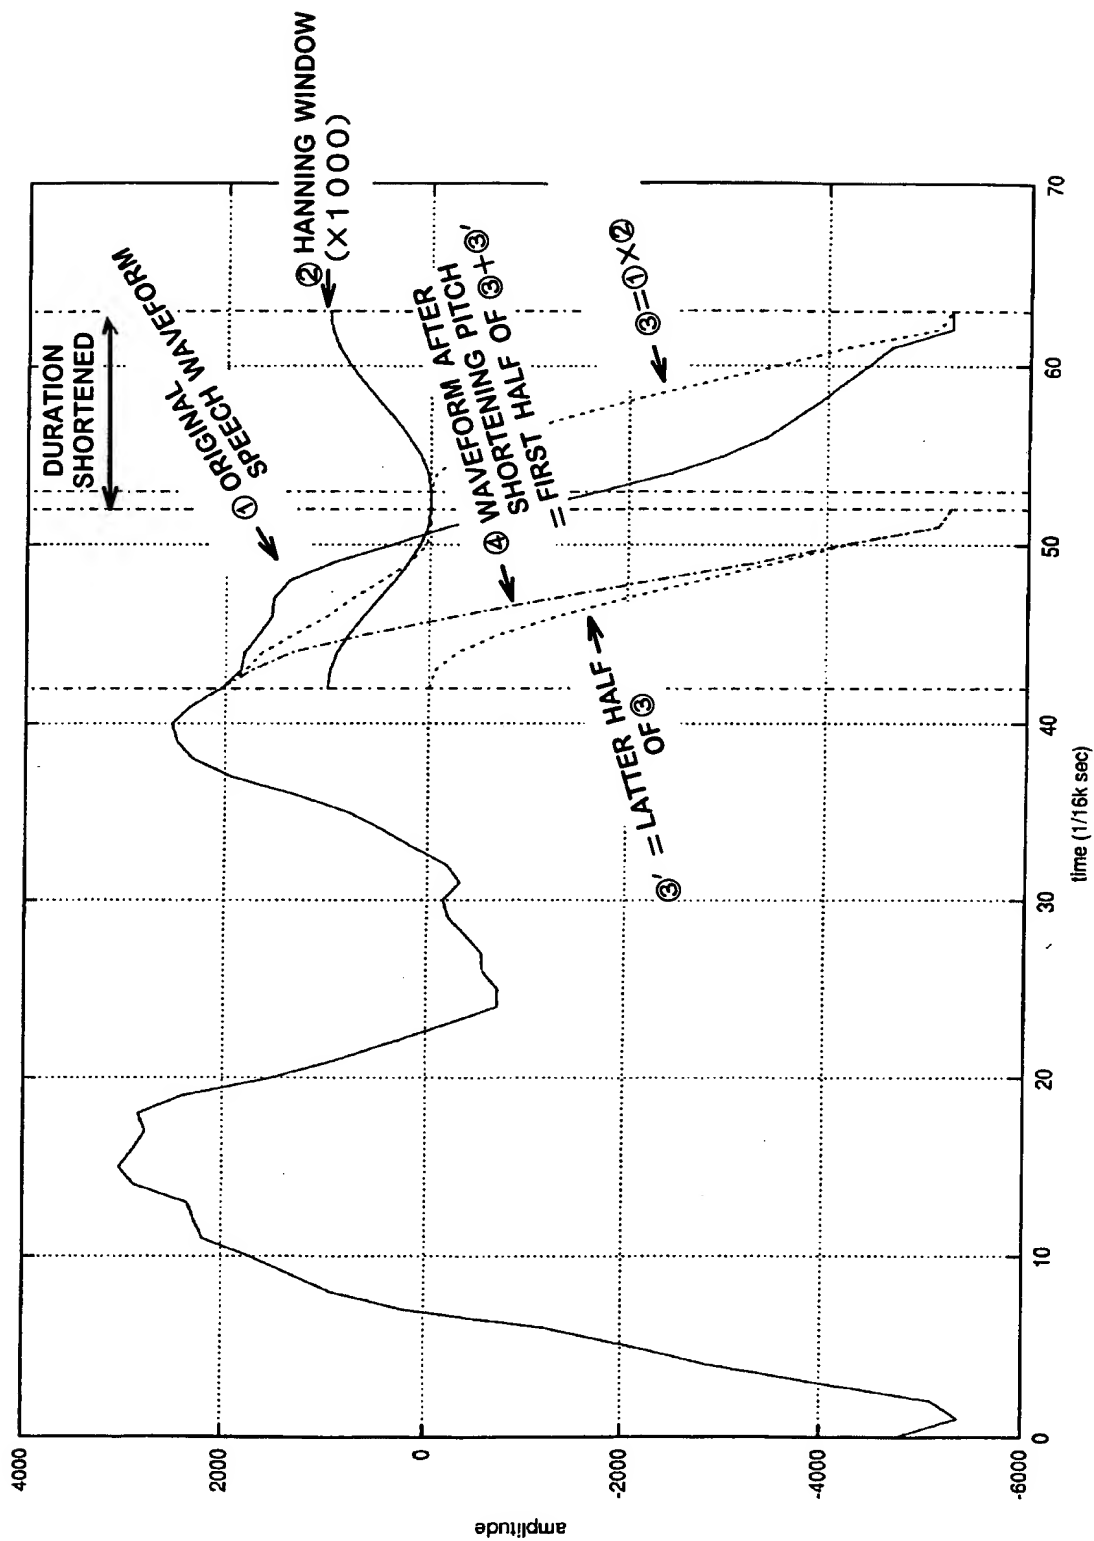 DURATION
SHORTENED
① ORIGINAL
SPEECH WAVEFORM
② HANNING WINDOW
(×1000)
④ WAVEFORM AFTER
SHORTENING PITCH
=FIRST HALF OF ③+③'
③=①×②
③' =LATTER HALF
OF ③
amplitude
4000
2000
0
-2000
-4000
-6000
0
10
20
30
40
50
60
70
time (1/16k sec)